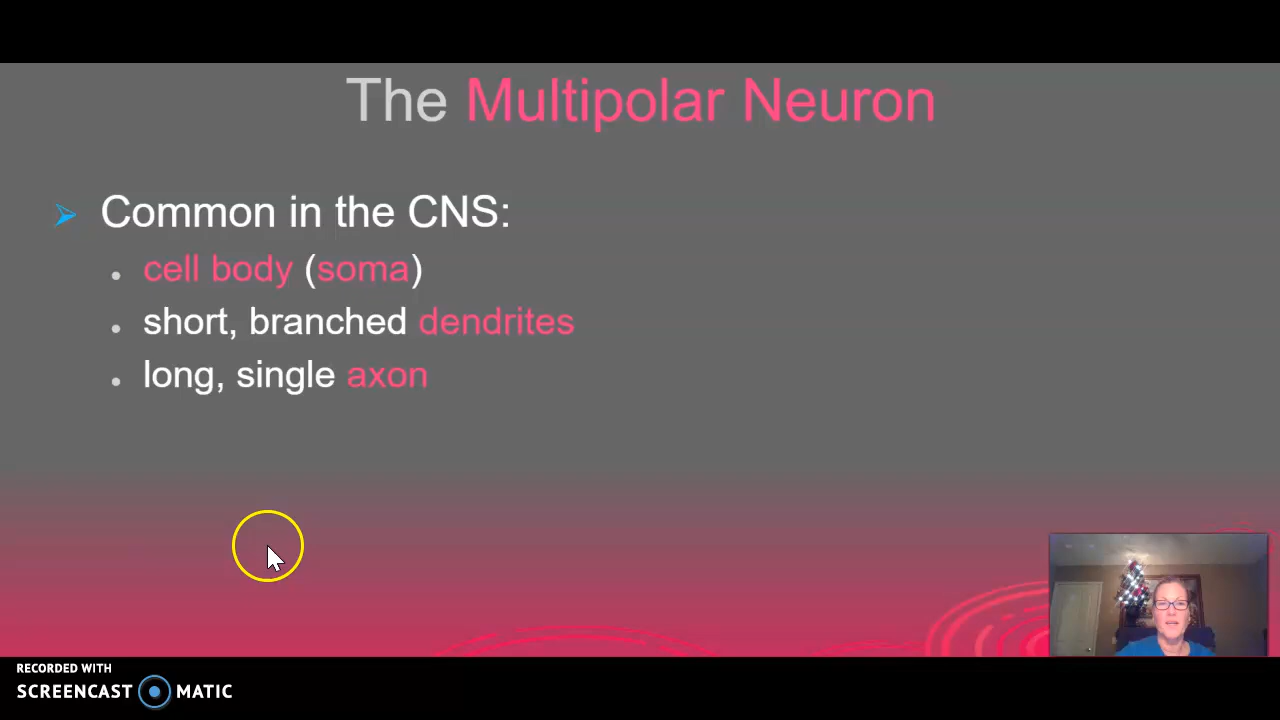 The Multipolar Neuron
Common in the CNS:
cell body (soma)
short, branched dendrites
long, single axon
RECORDED WITH
SCREENCAST MATIC